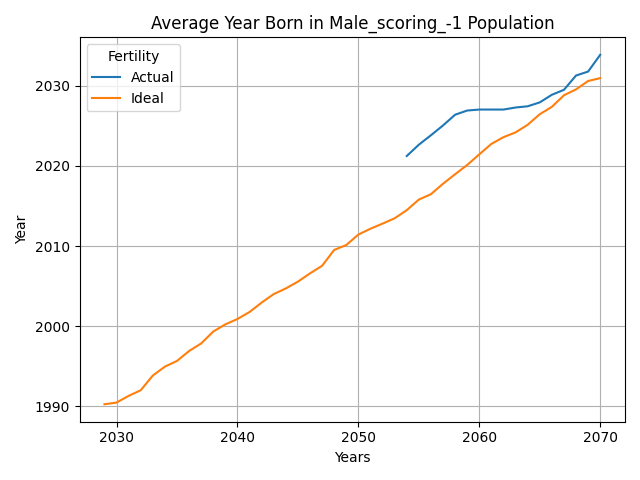 Average Year Born in Male_scoring_-1 Population
Fertility
Actual
Ideal
Year
2030
2020
2010
2000
1990
2030 2040 2050 2060 2070
Years